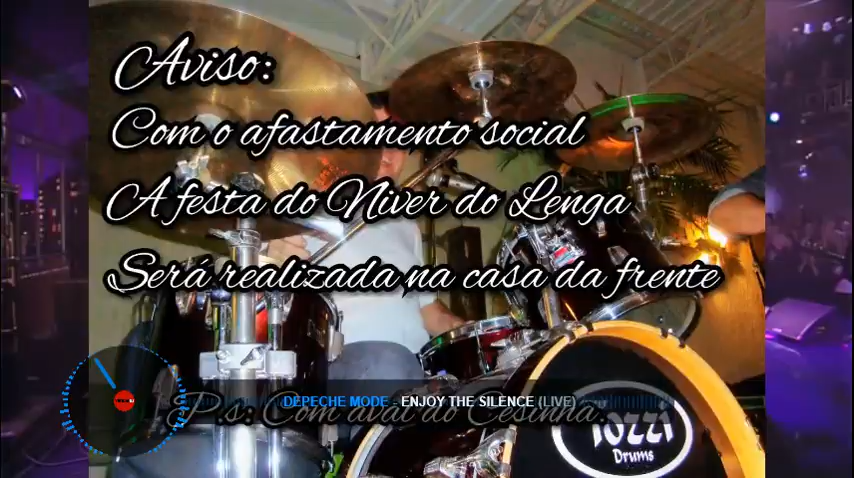 Aviso:
Com o afastamento social
A festa do Niver do Lenga
Será realizada na casa da frente
DEPECHE MODE - ENJOY THE SILENCE (LIVE)
P.s: Com aval do Cesinha.
Tozzi
Drums